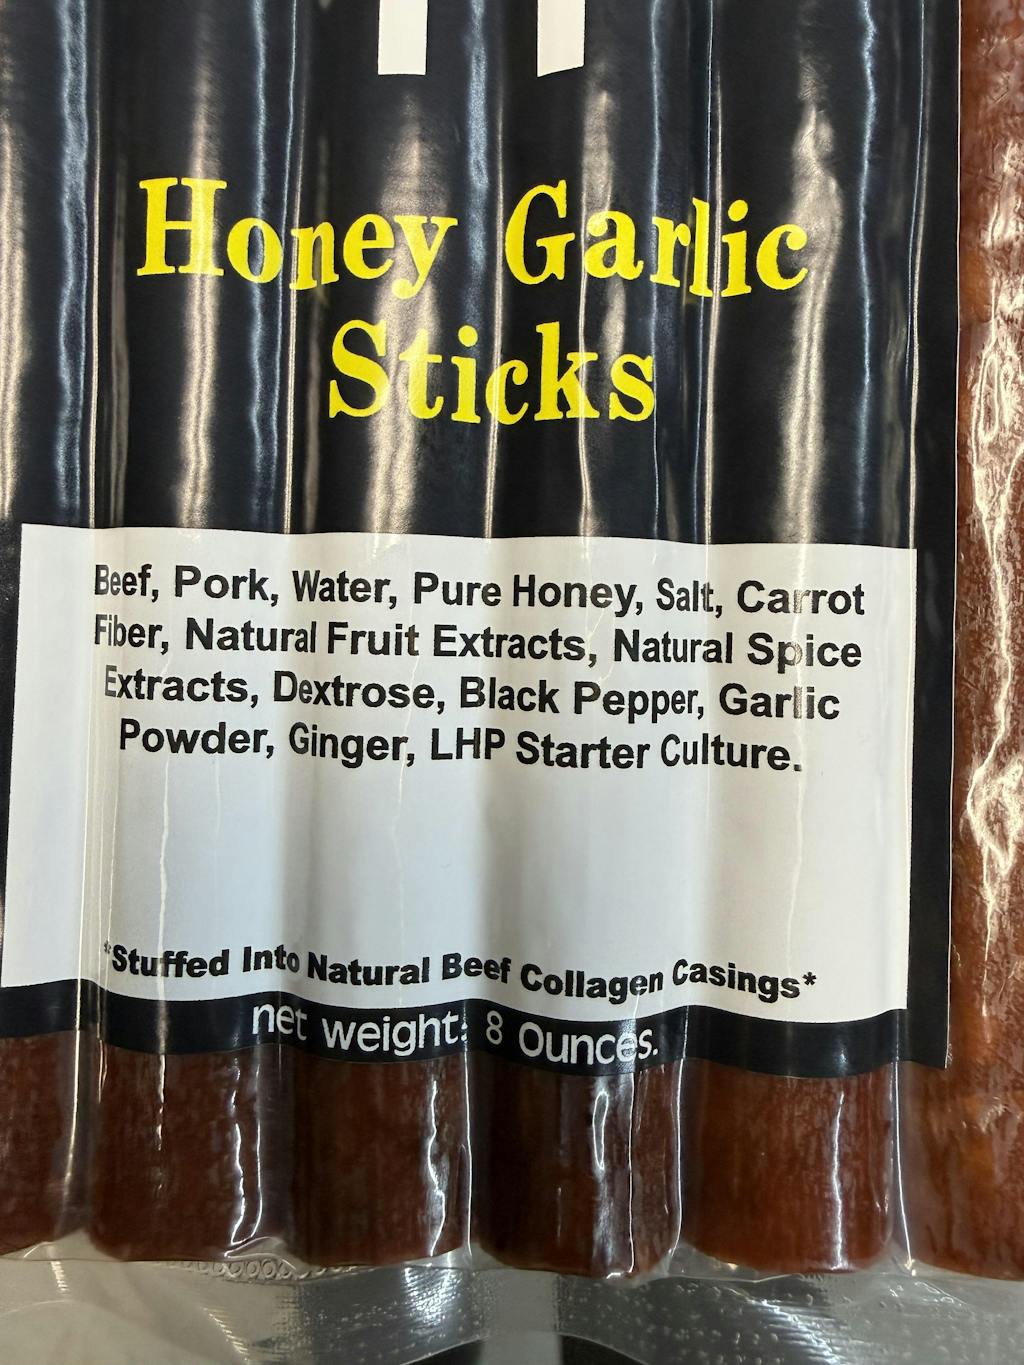 Honey Garlic
Sticks
Beef, Pork, Water, Pure Honey, Salt, Carrot
Fiber, Natural Fruit Extracts, Natural Spice
Extracts, Dextrose, Black Pepper, Garlic
Powder, Ginger, LHP Starter Culture.
*Stuffed Into Natural Beef Collagen Casings*
net weight: 8 Ounces.